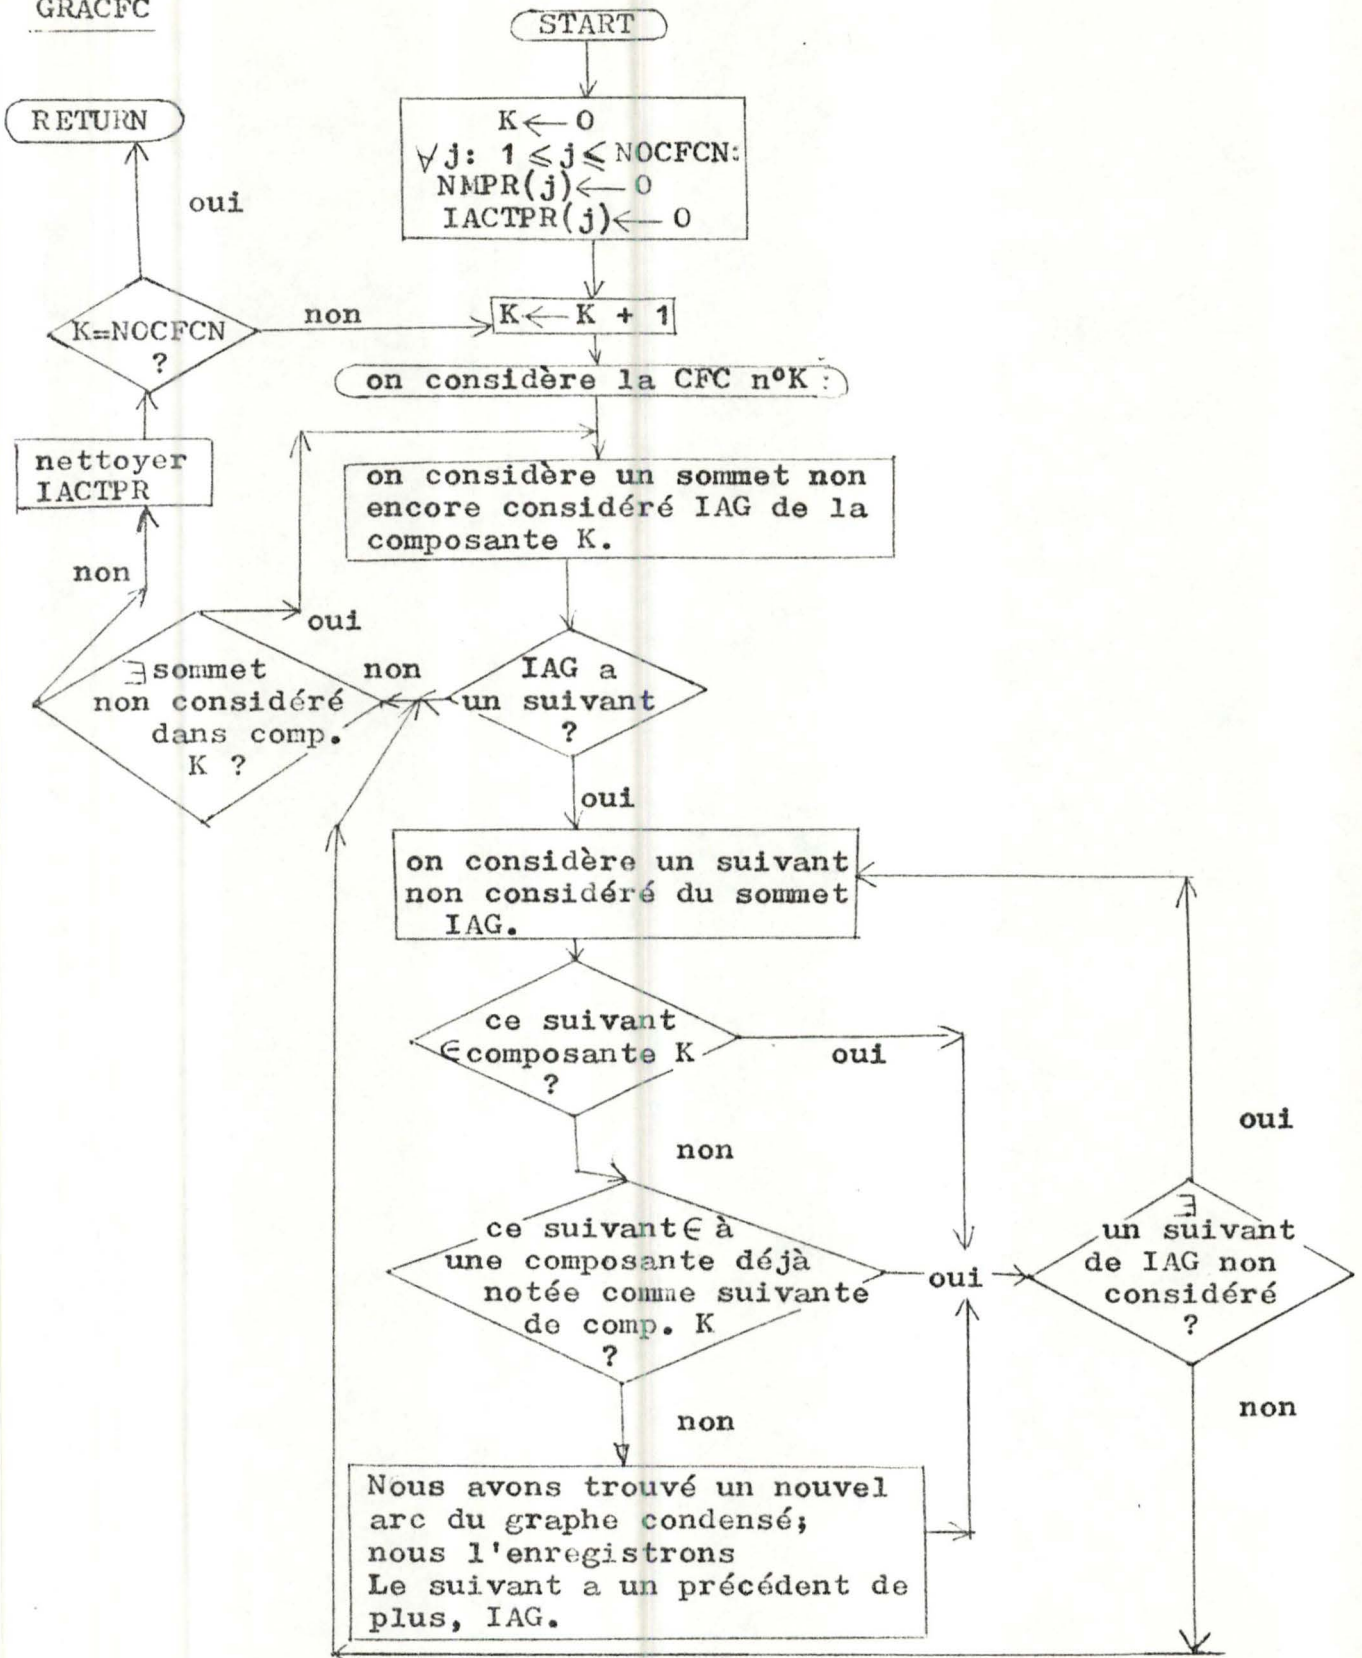 GRACFC
START
RETURN
K ← 0
∀j: 1 ⩽ j ⩽ NOCFCN:
NMPR(j) ← 0
IACTPR(j) ← 0
oui
K=NOCFCN
?
non
K ← K + 1
on considère la CFC n°K :
nettoyer
IACTPR
on considère un sommet non
encore considéré IAG de la
composante K.
non
oui
∃ sommet
non considéré
dans comp.
K ?
non
IAG a
un suivant
?
oui
on considère un suivant
non considéré du sommet
IAG.
ce suivant
∈ composante K
?
oui
non
oui
ce suivant ∈ à
une composante déjà
notée comme suivante
de comp. K
?
oui
∃
un suivant
de IAG non
considéré
?
non
non
Nous avons trouvé un nouvel
arc du graphe condensé;
nous l'enregistrons
Le suivant a un précédent de
plus, IAG.